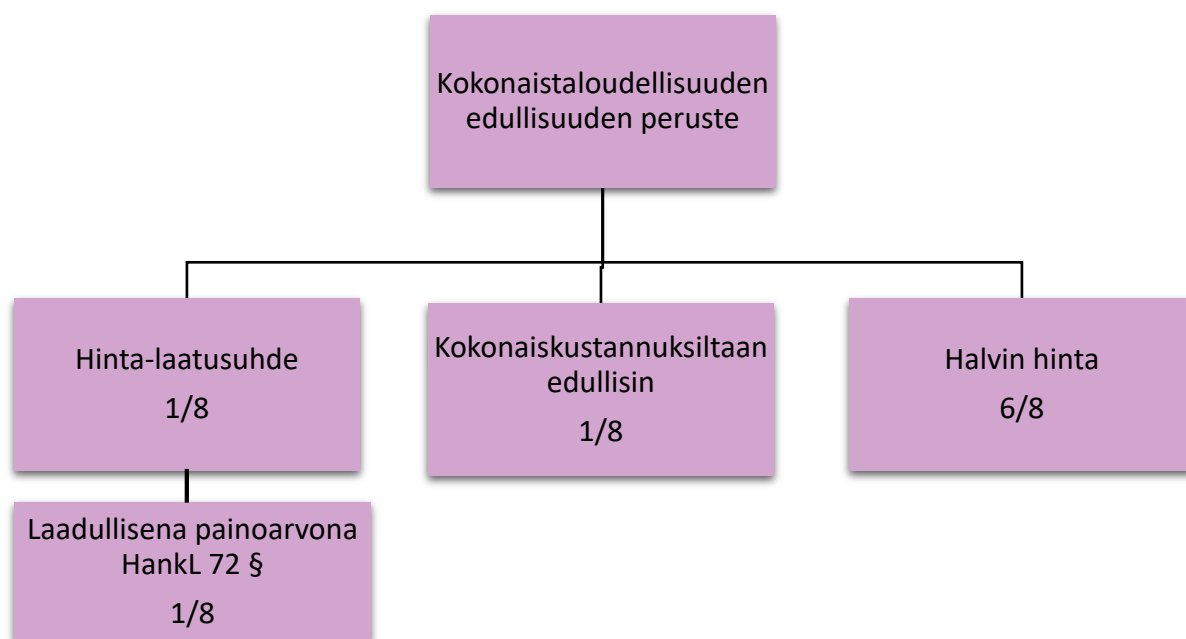 Kokonaistaloudellisuuden
edullisuuden peruste
Hinta-laatusuhde
1/8
Kokonaiskustannuksiltaan
edullisin
1/8
Halvin hinta
6/8
Laadullisena painoarvona
HankL 72 §
1/8